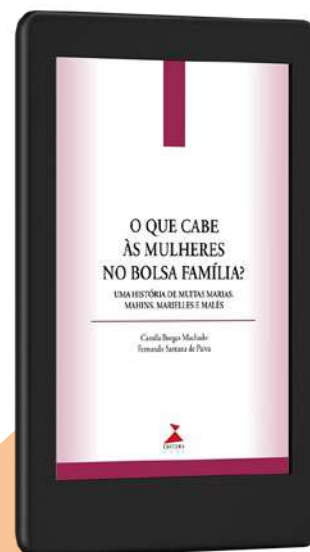 O QUE CABE
ÀS MULHERES
NO BOLSA FAMÍLIA?
UMA HISTÓRIA DE MUITAS MARIAS,
MAHINS, MARIELLES E MALÊS
Camila Borges Machado
Fernando Santana de Paiva
EDITORA